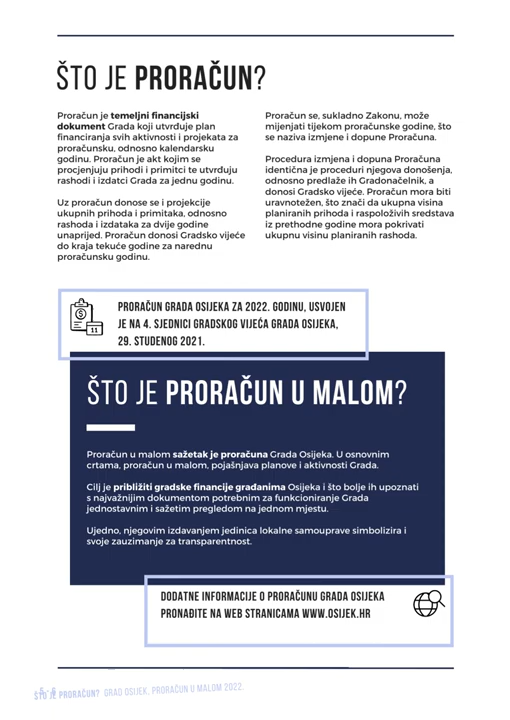 ŠTO JE PRORAČUN?
Proračun je temeljni financijski
dokument Grada koji utvrđuje plan
financiranja svih aktivnosti i projekata za
proračunsku, odnosno kalendarsku
godinu. Proračun je akt kojim se
procjenjuju prihodi i primitci te utvrđuju
rashodi i izdatci Grada za jednu godinu.
Uz proračun donose se i projekcije
ukupnih prihoda i primitaka, odnosno
rashoda i izdataka za dvije godine
unaprijed. Proračun donosi Gradsko vijeće
do kraja tekuće godine za narednu
proračunsku godinu.
Proračun se, sukladno Zakonu, može
mijenjati tijekom proračunske godine, što
se naziva izmjene i dopune Proračuna.
Procedura izmjena i dopuna Proračuna
identična je proceduri njegova donošenja,
odnosno predlaže ih Gradonačelnik, a
donosi Gradsko vijeće. Proračun mora biti
uravnotežen, što znači da ukupna visina
planiranih prihoda i raspoloživih sredstava
iz prethodne godine mora pokrivati
ukupnu visinu planiranih rashoda.
11
PRORAČUN GRADA OSIJEKA ZA 2022. GODINU, USVOJEN
JE NA 4. SJEDNICI GRADSKOG VIJEĆA GRADA OSIJEKA,
29. STUDENOG 2021.
ŠTO JE PRORAČUN U MALOM?
Proračun u malom sažetak je proračuna Grada Osijeka. U osnovnim
crtama, proračun u malom, pojašnjava planove i aktivnosti Grada.
Cilj je približiti gradske financije građanima Osijeka i što bolje ih upoznati
s najvažnijim dokumentom potrebnim za funkcioniranje Grada
jednostavnim i sažetim pregledom na jednom mjestu.
Ujedno, njegovim izdavanjem jedinica lokalne samouprave simbolizira i
svoje zauzimanje za transparentnost.
DODATNE INFORMACIJE O PRORAČUNU GRADA OSIJEKA
PRONAĐITE NA WEB STRANICAMA WWW.OSIJEK.HR
ŠTO JE PRORAČUN? GRAD OSIJEK. PRORAČUN U MALOM 2022.